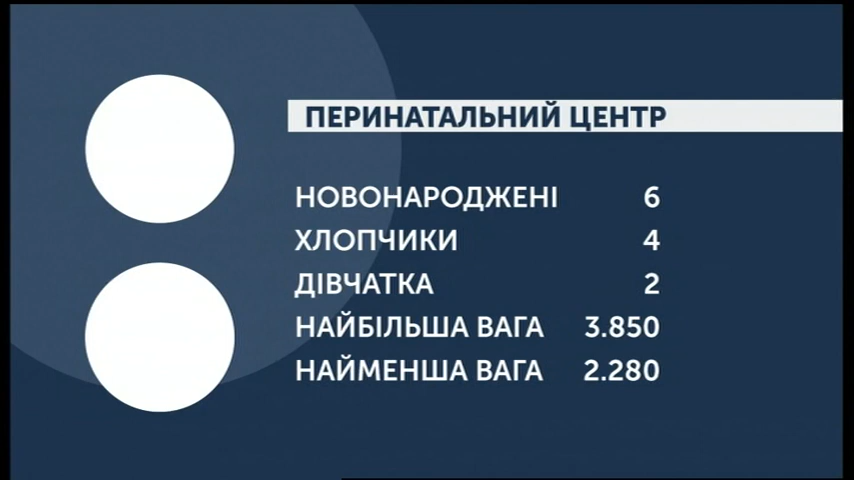 ПЕРИНАТАЛЬНИЙ ЦЕНТР
НОВОНАРОДЖЕНІ 6
ХЛОПЧИКИ 4
ДІВЧАТКА 2
НАЙБІЛЬША ВАГА 3.850
НАЙМЕНША ВАГА 2.280